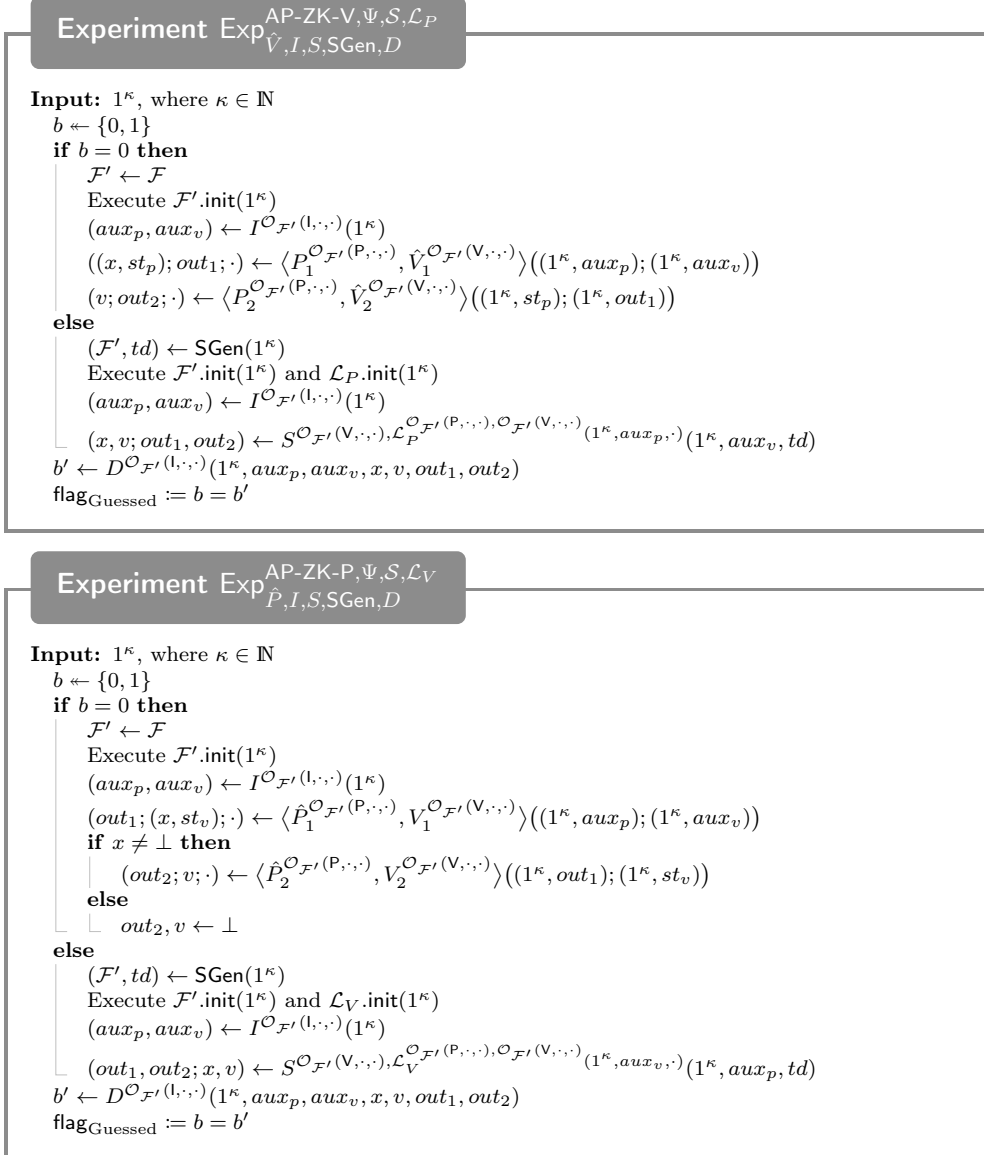 Experiment Exp^{AP-ZK-V,Ψ,𝒮,ℒ_P}_{V̂,I,S,SGen,D}
Input: 1^κ, where κ ∈ ℕ
b ↞ {0, 1}
if b = 0 then
ℱ′ ← ℱ
Execute ℱ′.init(1^κ)
(aux_p, aux_v) ← I^{𝒪_{ℱ′}(I,·,·)}(1^κ)
((x, st_p); out_1; ·) ← ⟨P_1^{𝒪_{ℱ′}(P,·,·)}, V̂_1^{𝒪_{ℱ′}(V,·,·)}⟩((1^κ, aux_p); (1^κ, aux_v))
(v; out_2; ·) ← ⟨P_2^{𝒪_{ℱ′}(P,·,·)}, V̂_2^{𝒪_{ℱ′}(V,·,·)}⟩((1^κ, st_p); (1^κ, out_1))
else
(ℱ′, td) ← SGen(1^κ)
Execute ℱ′.init(1^κ) and ℒ_P.init(1^κ)
(aux_p, aux_v) ← I^{𝒪_{ℱ′}(I,·,·)}(1^κ)
(x, v; out_1, out_2) ← S^{𝒪_{ℱ′}(V,·,·),ℒ_P^{𝒪_{ℱ′}(P,·,·),𝒪_{ℱ′}(V,·,·)}(1^κ,aux_p,·)}(1^κ, aux_v, td)
b′ ← D^{𝒪_{ℱ′}(I,·,·)}(1^κ, aux_p, aux_v, x, v, out_1, out_2)
flag_{Guessed} := b = b′
Experiment Exp^{AP-ZK-P,Ψ,𝒮,ℒ_V}_{P̂,I,S,SGen,D}
Input: 1^κ, where κ ∈ ℕ
b ↞ {0, 1}
if b = 0 then
ℱ′ ← ℱ
Execute ℱ′.init(1^κ)
(aux_p, aux_v) ← I^{𝒪_{ℱ′}(I,·,·)}(1^κ)
(out_1; (x, st_v); ·) ← ⟨P̂_1^{𝒪_{ℱ′}(P,·,·)}, V_1^{𝒪_{ℱ′}(V,·,·)}⟩((1^κ, aux_p); (1^κ, aux_v))
if x ≠ ⊥ then
(out_2; v; ·) ← ⟨P̂_2^{𝒪_{ℱ′}(P,·,·)}, V_2^{𝒪_{ℱ′}(V,·,·)}⟩((1^κ, out_1); (1^κ, st_v))
else
out_2, v ← ⊥
else
(ℱ′, td) ← SGen(1^κ)
Execute ℱ′.init(1^κ) and ℒ_V.init(1^κ)
(aux_p, aux_v) ← I^{𝒪_{ℱ′}(I,·,·)}(1^κ)
(out_1, out_2; x, v) ← S^{𝒪_{ℱ′}(V,·,·),ℒ_V^{𝒪_{ℱ′}(P,·,·),𝒪_{ℱ′}(V,·,·)}(1^κ,aux_v,·)}(1^κ, aux_p, td)
b′ ← D^{𝒪_{ℱ′}(I,·,·)}(1^κ, aux_p, aux_v, x, v, out_1, out_2)
flag_{Guessed} := b = b′